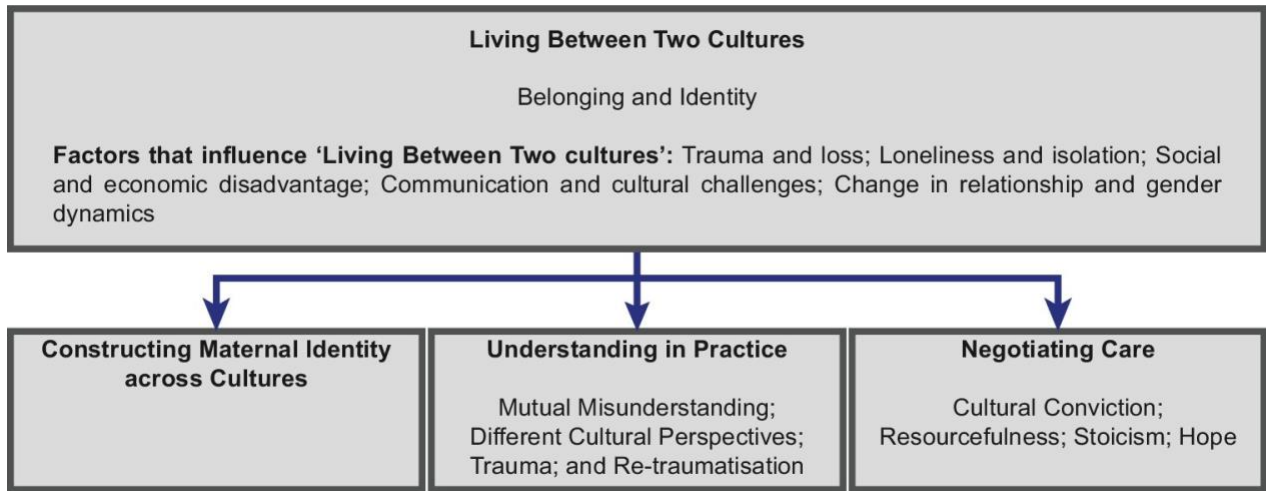 Living Between Two Cultures
Belonging and Identity
Factors that influence ‘Living Between Two cultures’: Trauma and loss; Loneliness and isolation; Social
and economic disadvantage; Communication and cultural challenges; Change in relationship and gender
dynamics
Constructing Maternal Identity
across Cultures
Understanding in Practice
Mutual Misunderstanding;
Different Cultural Perspectives;
Trauma; and Re-traumatisation
Negotiating Care
Cultural Conviction;
Resourcefulness; Stoicism; Hope